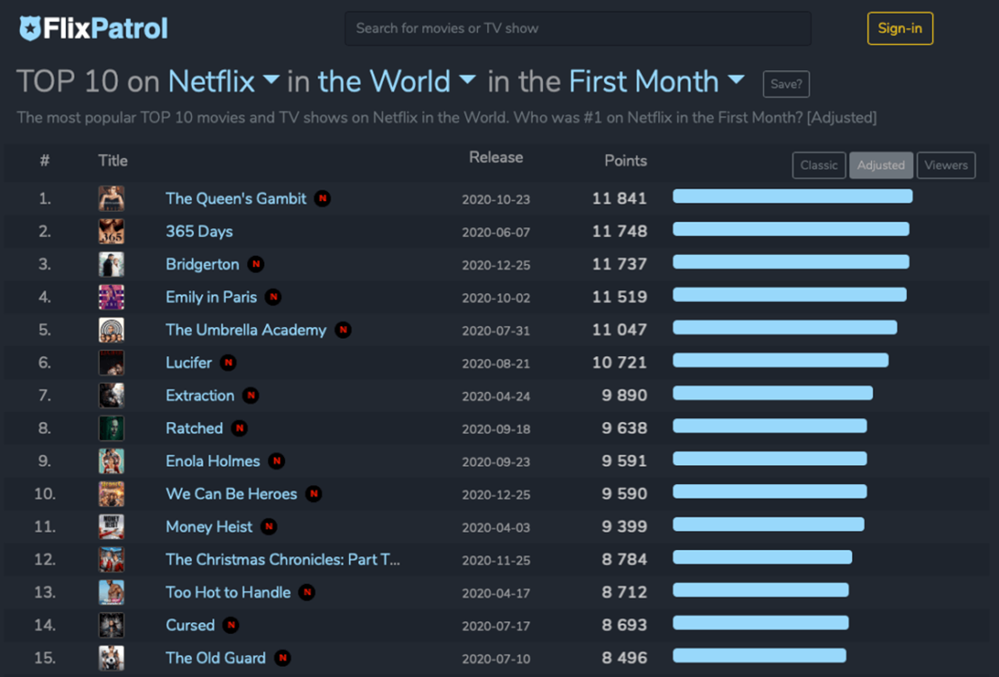 FlixPatrol
Search for movies or TV show
Sign-in
TOP 10 on Netflix in the World in the First Month Save?
The most popular TOP 10 movies and TV shows on Netflix in the World. Who was #1 on Netflix in the First Month? [Adjusted]
# Title Release Points Classic Adjusted Viewers
1. The Queen's Gambit N 2020-10-23 11 841
2. 365 Days 2020-06-07 11 748
3. Bridgerton N 2020-12-25 11 737
4. Emily in Paris N 2020-10-02 11 519
5. The Umbrella Academy N 2020-07-31 11 047
6. Lucifer N 2020-08-21 10 721
7. Extraction N 2020-04-24 9 890
8. Ratched N 2020-09-18 9 638
9. Enola Holmes N 2020-09-23 9 591
10. We Can Be Heroes N 2020-12-25 9 590
11. Money Heist N 2020-04-03 9 399
12. The Christmas Chronicles: Part T... 2020-11-25 8 784
13. Too Hot to Handle N 2020-04-17 8 712
14. Cursed N 2020-07-17 8 693
15. The Old Guard N 2020-07-10 8 496